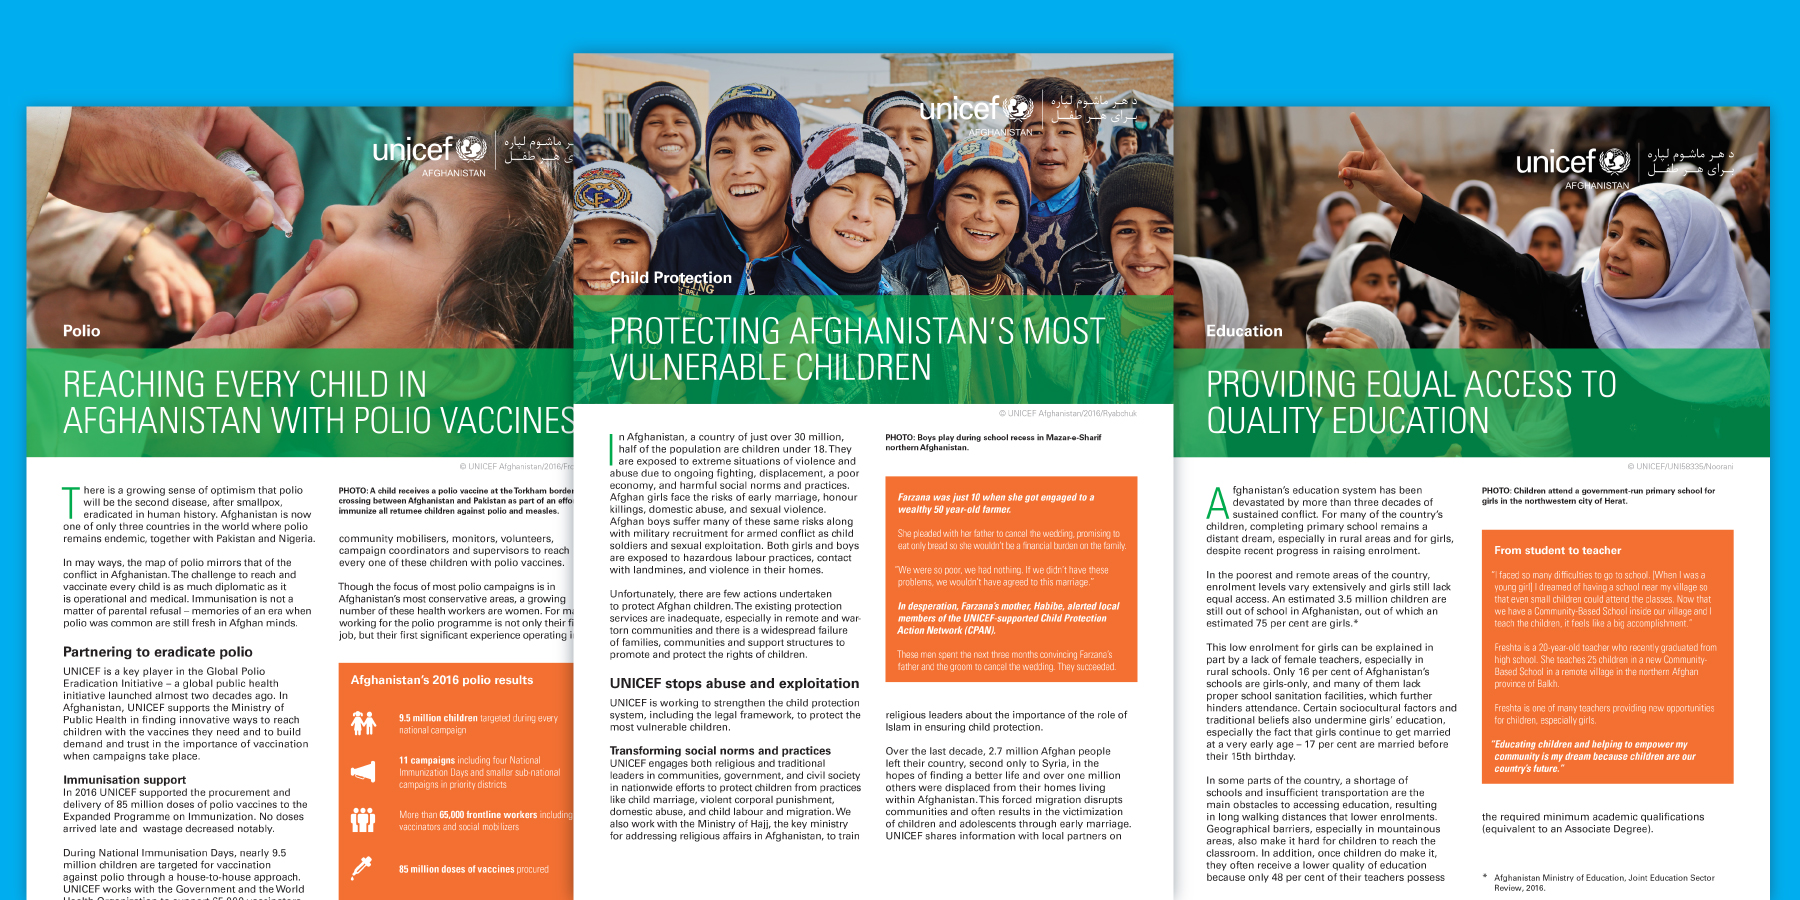 unicef
AFGHANISTAN
د هـر ماشـوم لپاره
ی هـر طفـل
Polio
REACHING EVERY CHILD IN
AFGHANISTAN WITH POLIO VACCINES
© UNICEF Afghanistan/2016/Fro
There is a growing sense of optimism that polio
will be the second disease, after smallpox,
eradicated in human history. Afghanistan is now
one of only three countries in the world where polio
remains endemic, together with Pakistan and Nigeria.
In may ways, the map of polio mirrors that of the
conflict in Afghanistan. The challenge to reach and
vaccinate every child is as much diplomatic as it
is operational and medical. Immunisation is not a
matter of parental refusal – memories of an era when
polio was common are still fresh in Afghan minds.
Partnering to eradicate polio
UNICEF is a key player in the Global Polio
Eradication Initiative – a global public health
initiative launched almost two decades ago. In
Afghanistan, UNICEF supports the Ministry of
Public Health in finding innovative ways to reach
children with the vaccines they need and to build
demand and trust in the importance of vaccination
when campaigns take place.
Immunisation support
In 2016 UNICEF supported the procurement and
delivery of 85 million doses of polio vaccines to the
Expanded Programme on Immunization. No doses
arrived late and wastage decreased notably.
During National Immunisation Days, nearly 9.5
million children are targeted for vaccination
against polio through a house-to-house approach.
UNICEF works with the Government and the World
Health Organization to support 65,000 vaccinators,
PHOTO: A child receives a polio vaccine at the Torkham border
crossing between Afghanistan and Pakistan as part of an effo
immunize all returnee children against polio and measles.
community mobilisers, monitors, volunteers,
campaign coordinators and supervisors to reach
every one of these children with polio vaccines.
Though the focus of most polio campaigns is in
Afghanistan's most conservative areas, a growing
number of these health workers are women. For ma
working for the polio programme is not only their fi
job, but their first significant experience operating i
Afghanistan's 2016 polio results
9.5 million children targeted during every
national campaign
11 campaigns including four National
Immunization Days and smaller sub-national
campaigns in priority districts
More than 65,000 frontline workers including
vaccinators and social mobilizers
85 million doses of vaccines procured
unicef
AFGHANISTAN
د هـر ماشـوم لپاره
بـرای هـر طفـل
Child Protection
PROTECTING AFGHANISTAN'S MOST
VULNERABLE CHILDREN
© UNICEF Afghanistan/2016/Ryabchuk
In Afghanistan, a country of just over 30 million,
half of the population are children under 18. They
are exposed to extreme situations of violence and
abuse due to ongoing fighting, displacement, a poor
economy, and harmful social norms and practices.
Afghan girls face the risks of early marriage, honour
killings, domestic abuse, and sexual violence.
Afghan boys suffer many of these same risks along
with military recruitment for armed conflict as child
soldiers and sexual exploitation. Both girls and boys
are exposed to hazardous labour practices, contact
with landmines, and violence in their homes.
Unfortunately, there are few actions undertaken
to protect Afghan children. The existing protection
services are inadequate, especially in remote and war-
torn communities and there is a widespread failure
of families, communities and support structures to
promote and protect the rights of children.
UNICEF stops abuse and exploitation
UNICEF is working to strengthen the child protection
system, including the legal framework, to protect the
most vulnerable children.
Transforming social norms and practices
UNICEF engages both religious and traditional
leaders in communities, government, and civil society
in nationwide efforts to protect children from practices
like child marriage, violent corporal punishment,
domestic abuse, and child labour and migration. We
also work with the Ministry of Hajj, the key ministry
for addressing religious affairs in Afghanistan, to train
PHOTO: Boys play during school recess in Mazar-e-Sharif
northern Afghanistan.
Farzana was just 10 when she got engaged to a
wealthy 50 year-old farmer.
She pleaded with her father to cancel the wedding, promising to
eat only bread so she wouldn't be a financial burden on the family.
"We were so poor, we had nothing. If we didn't have these
problems, we wouldn't have agreed to this marriage."
In desperation, Farzana's mother, Habibe, alerted local
members of the UNICEF-supported Child Protection
Action Network (CPAN).
These men spent the next three months convincing Farzana's
father and the groom to cancel the wedding. They succeeded.
religious leaders about the importance of the role of
Islam in ensuring child protection.
Over the last decade, 2.7 million Afghan people
left their country, second only to Syria, in the
hopes of finding a better life and over one million
others were displaced from their homes living
within Afghanistan. This forced migration disrupts
communities and often results in the victimization
of children and adolescents through early marriage.
UNICEF shares information with local partners on
unicef
AFGHANISTAN
د هـر ماشـوم لپاره
بـرای هـر طفـل
Education
PROVIDING EQUAL ACCESS TO
QUALITY EDUCATION
© UNICEF/UNI58335/Noorani
Afghanistan's education system has been
devastated by more than three decades of
sustained conflict. For many of the country's
children, completing primary school remains a
distant dream, especially in rural areas and for girls,
despite recent progress in raising enrolment.
In the poorest and remote areas of the country,
enrolment levels vary extensively and girls still lack
equal access. An estimated 3.5 million children are
still out of school in Afghanistan, out of which an
estimated 75 per cent are girls.*
This low enrolment for girls can be explained in
part by a lack of female teachers, especially in
rural schools. Only 16 per cent of Afghanistan's
schools are girls-only, and many of them lack
proper school sanitation facilities, which further
hinders attendance. Certain sociocultural factors and
traditional beliefs also undermine girls' education,
especially the fact that girls continue to get married
at a very early age – 17 per cent are married before
their 15th birthday.
In some parts of the country, a shortage of
schools and insufficient transportation are the
main obstacles to accessing education, resulting
in long walking distances that lower enrolments.
Geographical barriers, especially in mountainous
areas, also make it hard for children to reach the
classroom. In addition, once children do make it,
they often receive a lower quality of education
because only 48 per cent of their teachers possess
PHOTO: Children attend a government-run primary school for
girls in the northwestern city of Herat.
From student to teacher
"I faced so many difficulties to go to school. [When I was a
young girl] I dreamed of having a school near my village so
that even small children could attend the classes. Now that
we have a Community-Based School inside our village and I
teach the children, it feels like a big accomplishment."
Freshta is a 20-year-old teacher who recently graduated from
high school. She teaches 25 children in a new Community-
Based School in a remote village in the northern Afghan
province of Balkh.
Freshta is one of many teachers providing new opportunities
for children, especially girls.
"Educating children and helping to empower my
community is my dream because children are our
country's future."
the required minimum academic qualifications
(equivalent to an Associate Degree).
* Afghanistan Ministry of Education, Joint Education Sector
Review, 2016.